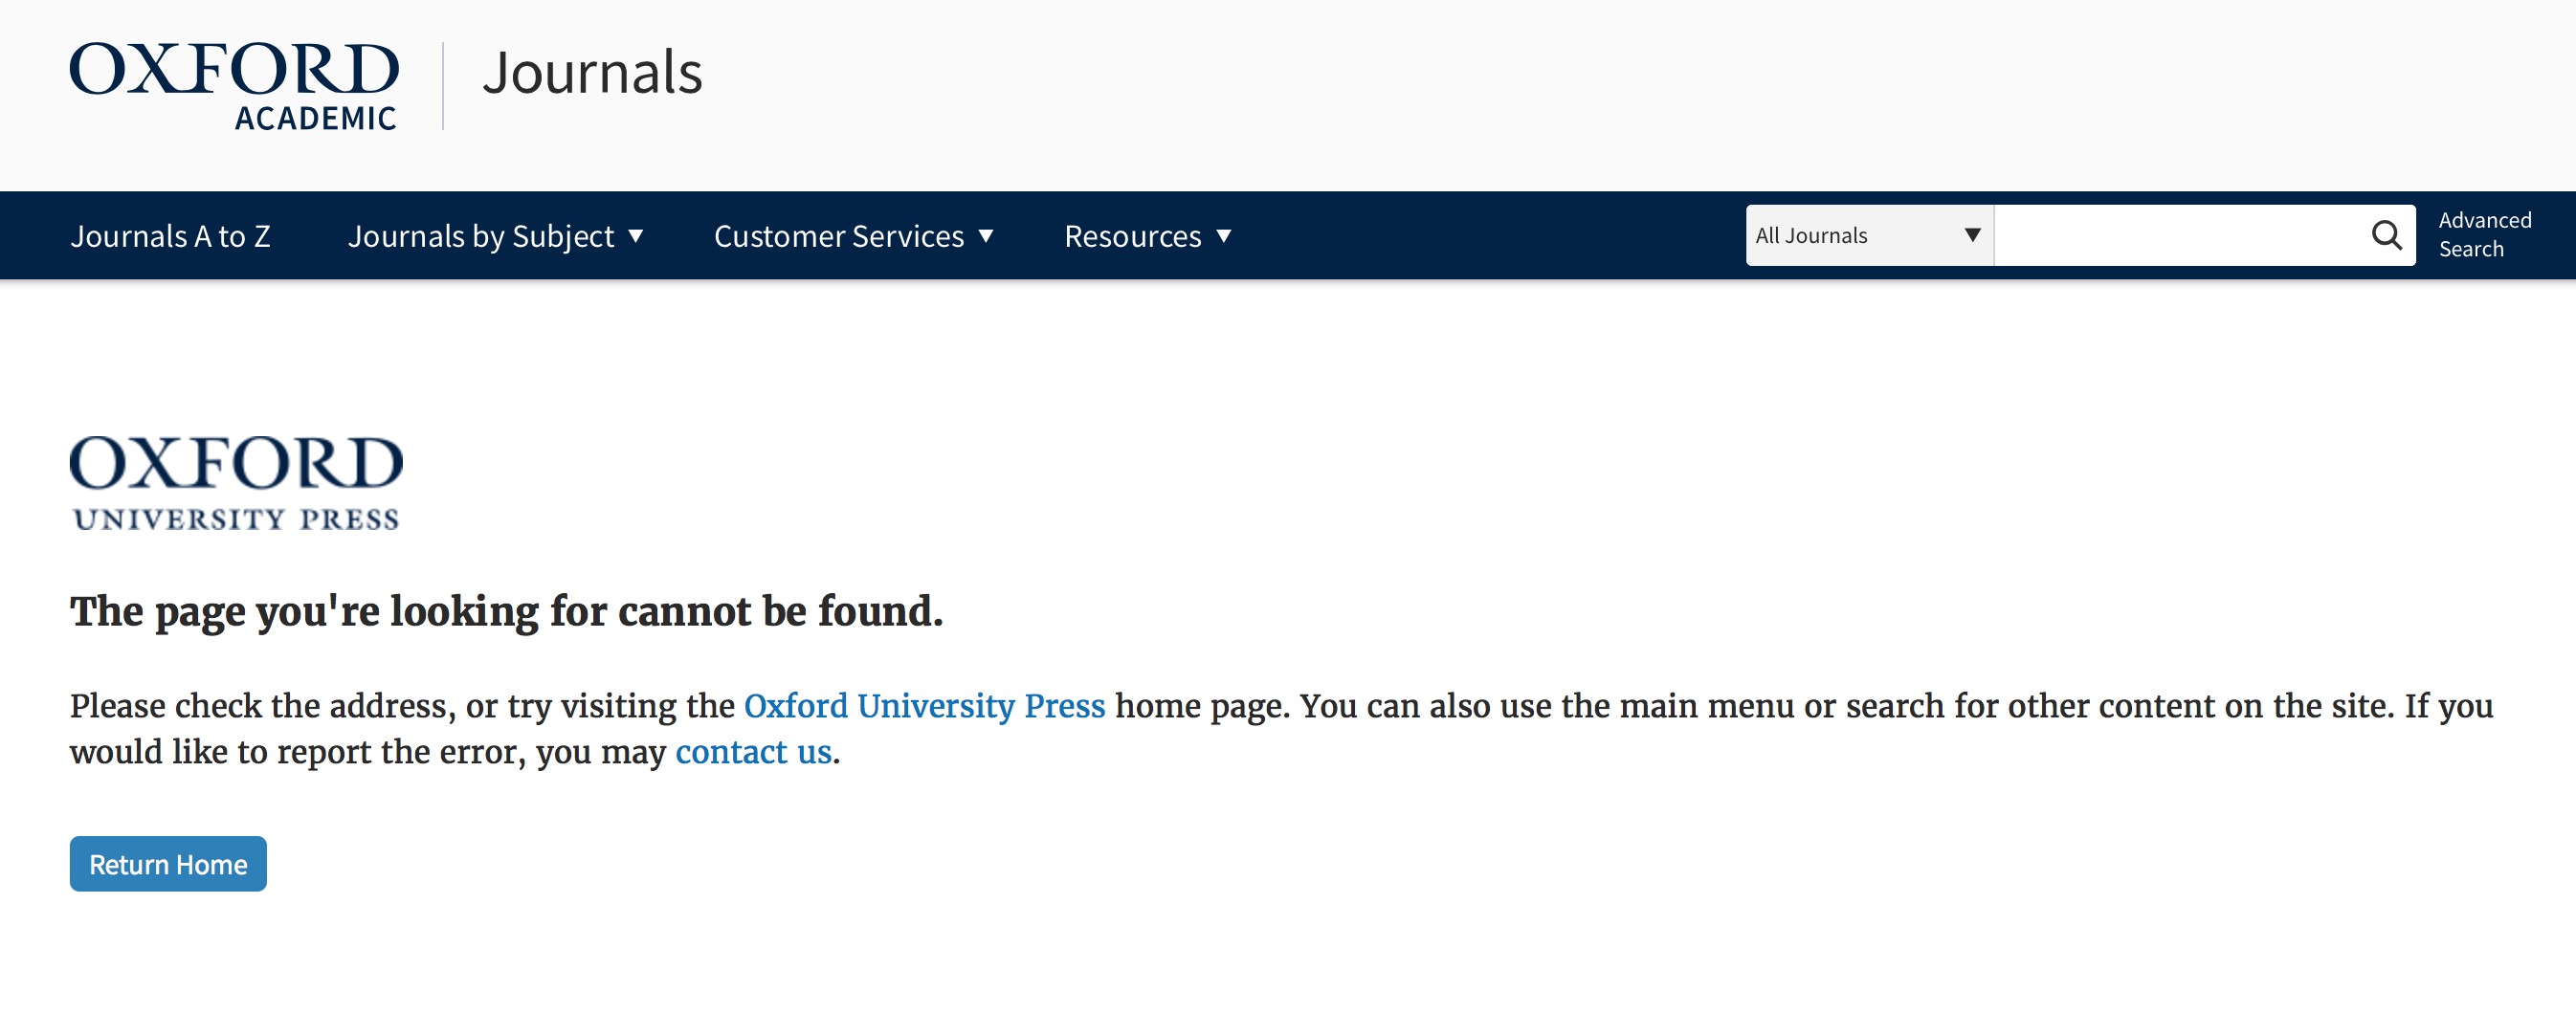 OXFORD
ACADEMIC
Journals
Journals A to Z
Journals by Subject ▼
Customer Services ▼
Resources ▼
All Journals ▼
Advanced
Search
OXFORD
UNIVERSITY PRESS
The page you're looking for cannot be found.
Please check the address, or try visiting the Oxford University Press home page. You can also use the main menu or search for other content on the site. If you
would like to report the error, you may contact us.
Return Home